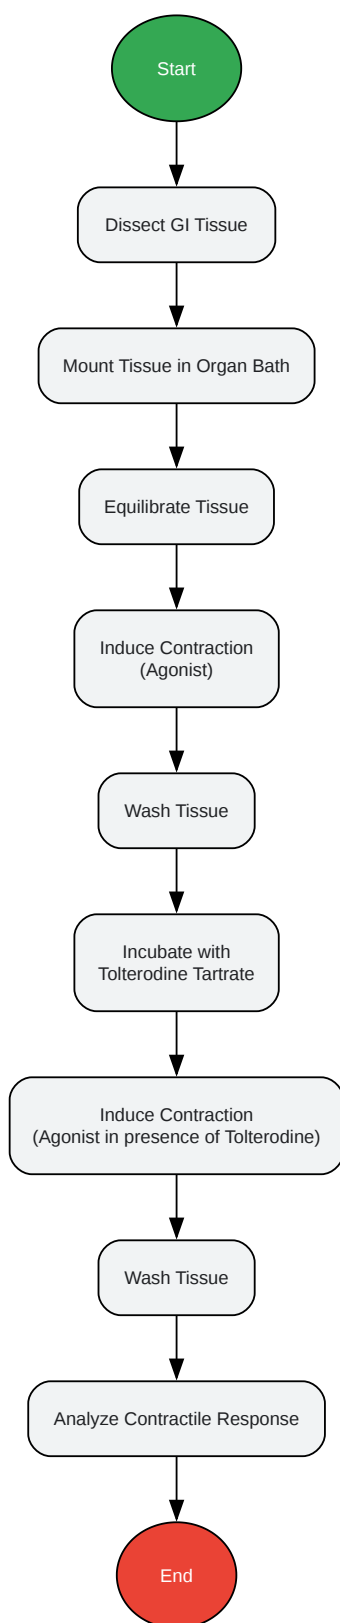 Start
Dissect GI Tissue
Mount Tissue in Organ Bath
Equilibrate Tissue
Induce Contraction
(Agonist)
Wash Tissue
Incubate with
Tolterodine Tartrate
Induce Contraction
(Agonist in presence of Tolterodine)
Wash Tissue
Analyze Contractile Response
End